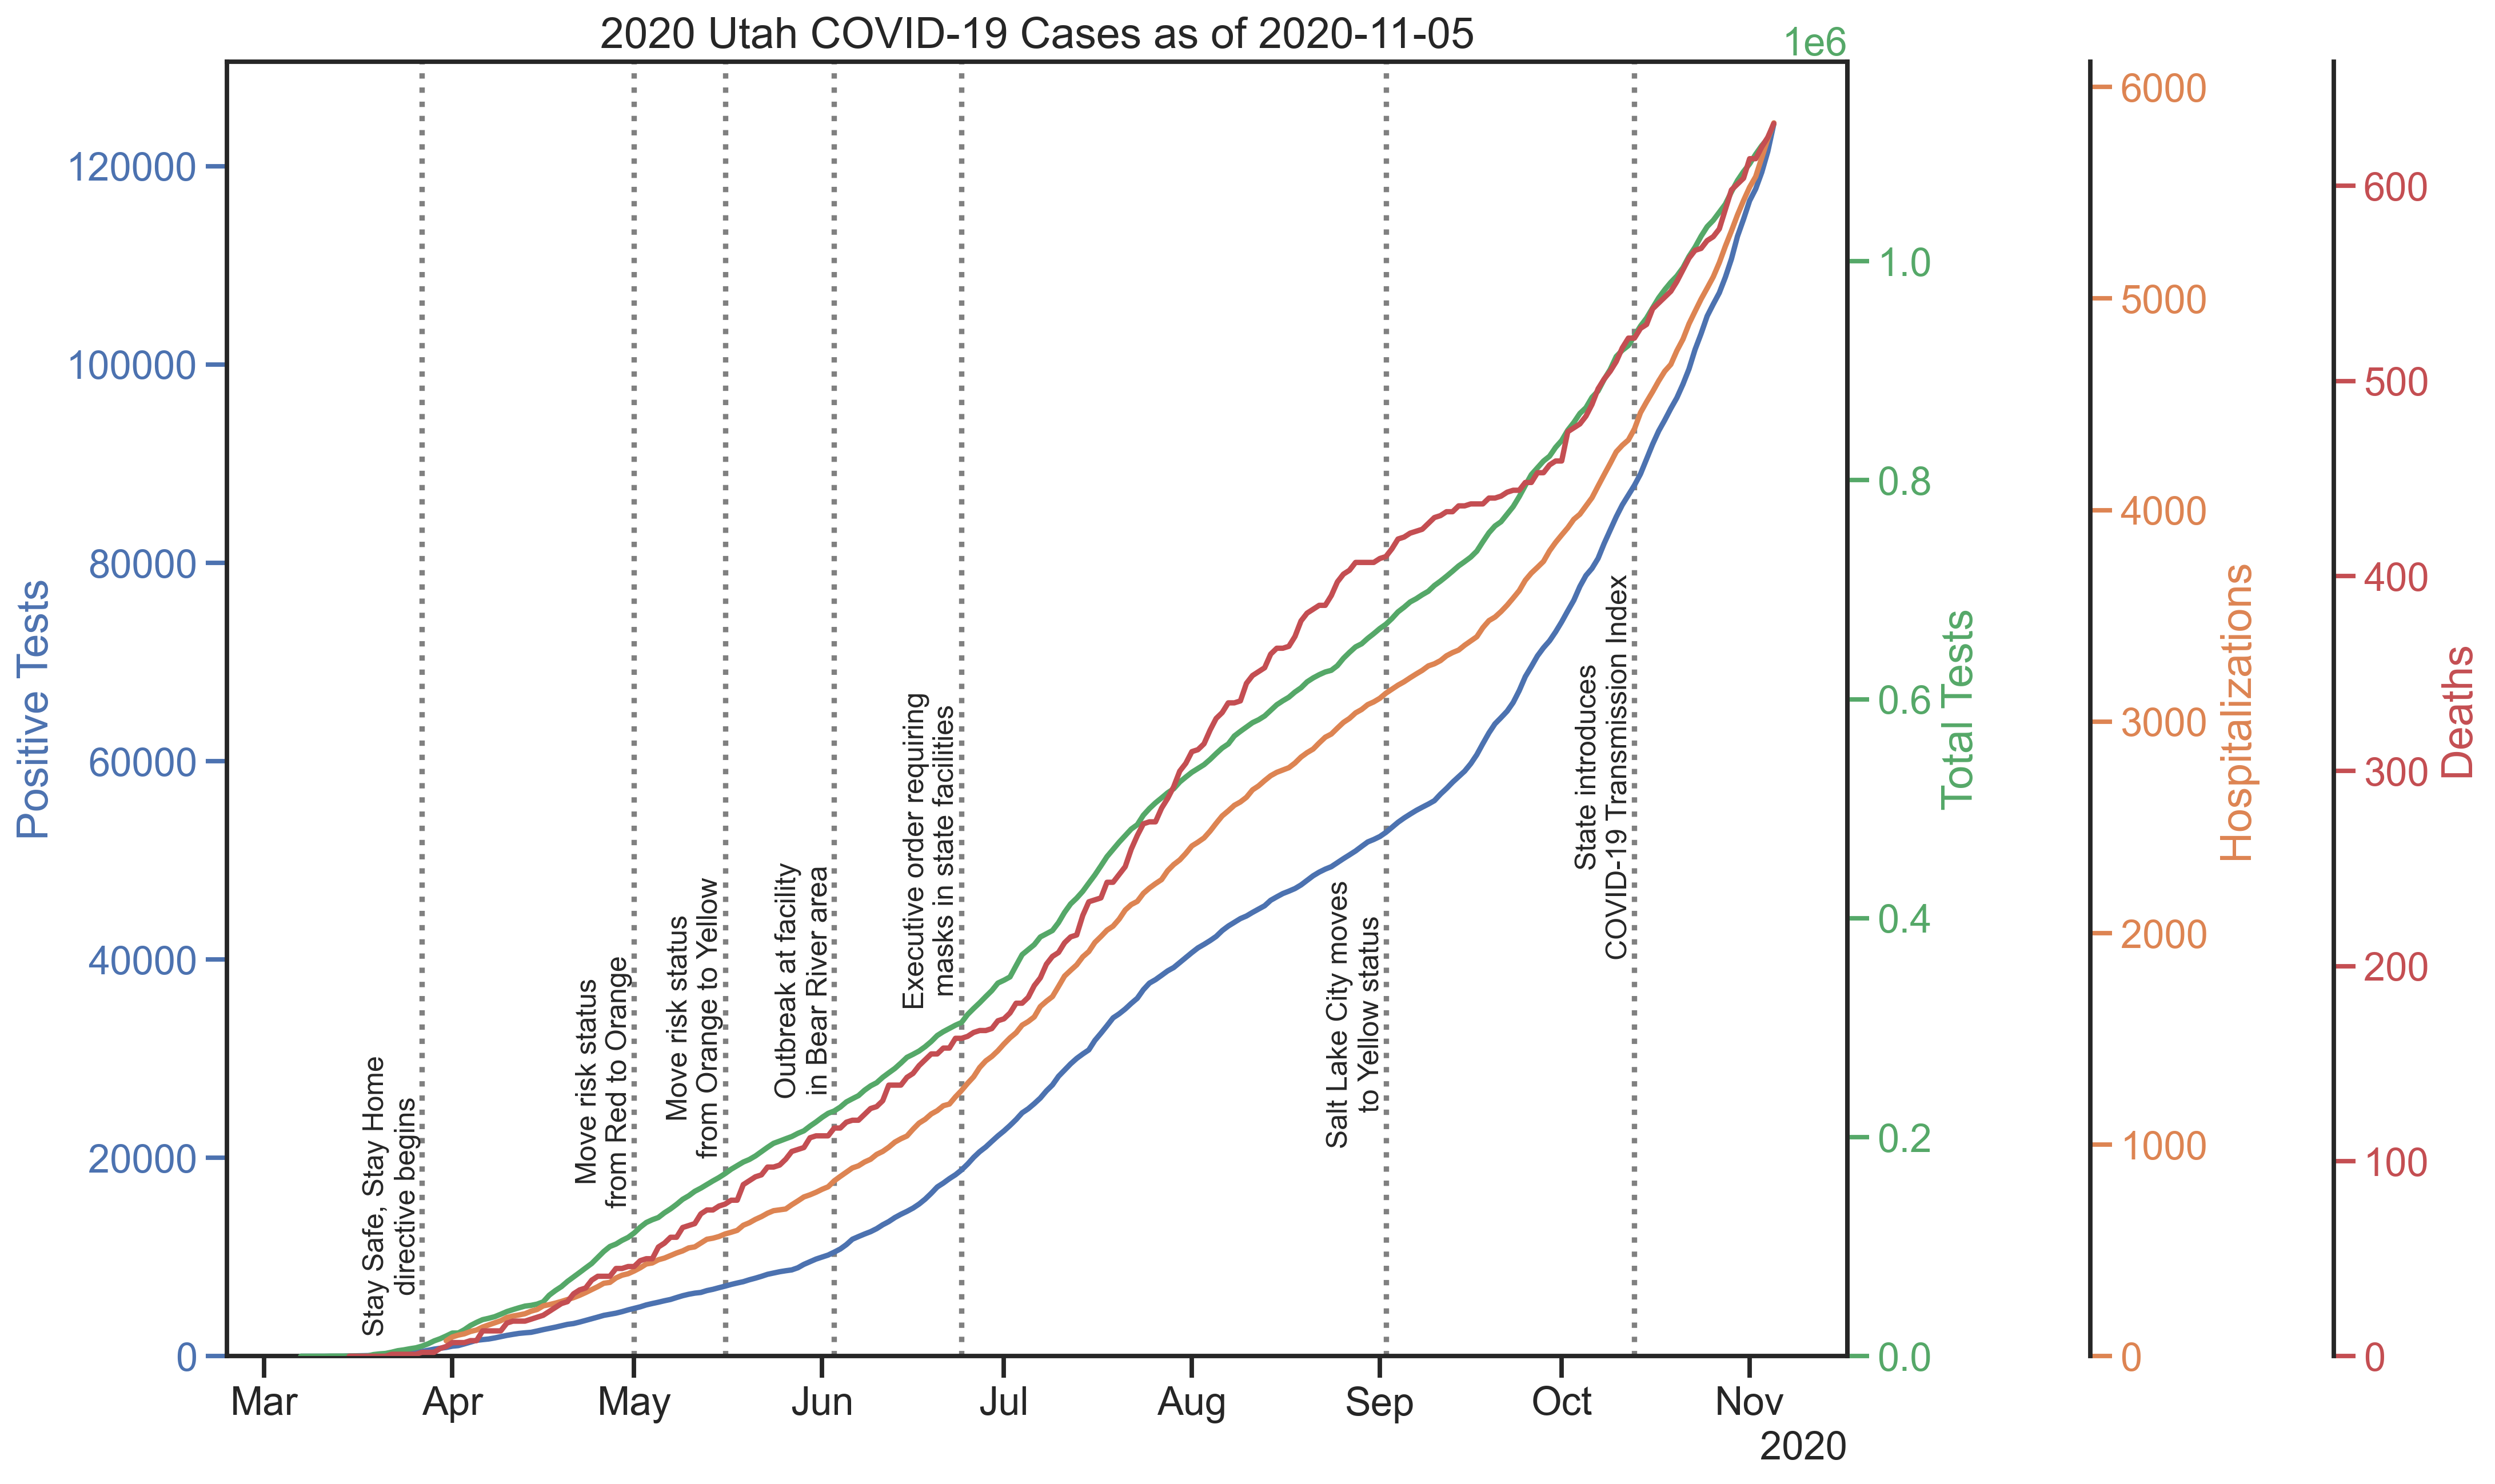 2020 Utah COVID-19 Cases as of 2020-11-05
1e6
Positive Tests
120000
100000
80000
60000
40000
20000
0
Stay Safe, Stay Home
directive begins
Move risk status
from Red to Orange
Move risk status
from Orange to Yellow
Outbreak at facility
in Bear River area
Executive order requiring
masks in state facilities
Salt Lake City moves
to Yellow status
State introduces
COVID-19 Transmission Index
1.0
0.8
0.6
0.4
0.2
0.0
Total Tests
6000
5000
4000
3000
2000
1000
0
Hospitalizations
600
500
400
300
200
100
0
Deaths
Mar
Apr
May
Jun
Jul
Aug
Sep
Oct
Nov
2020